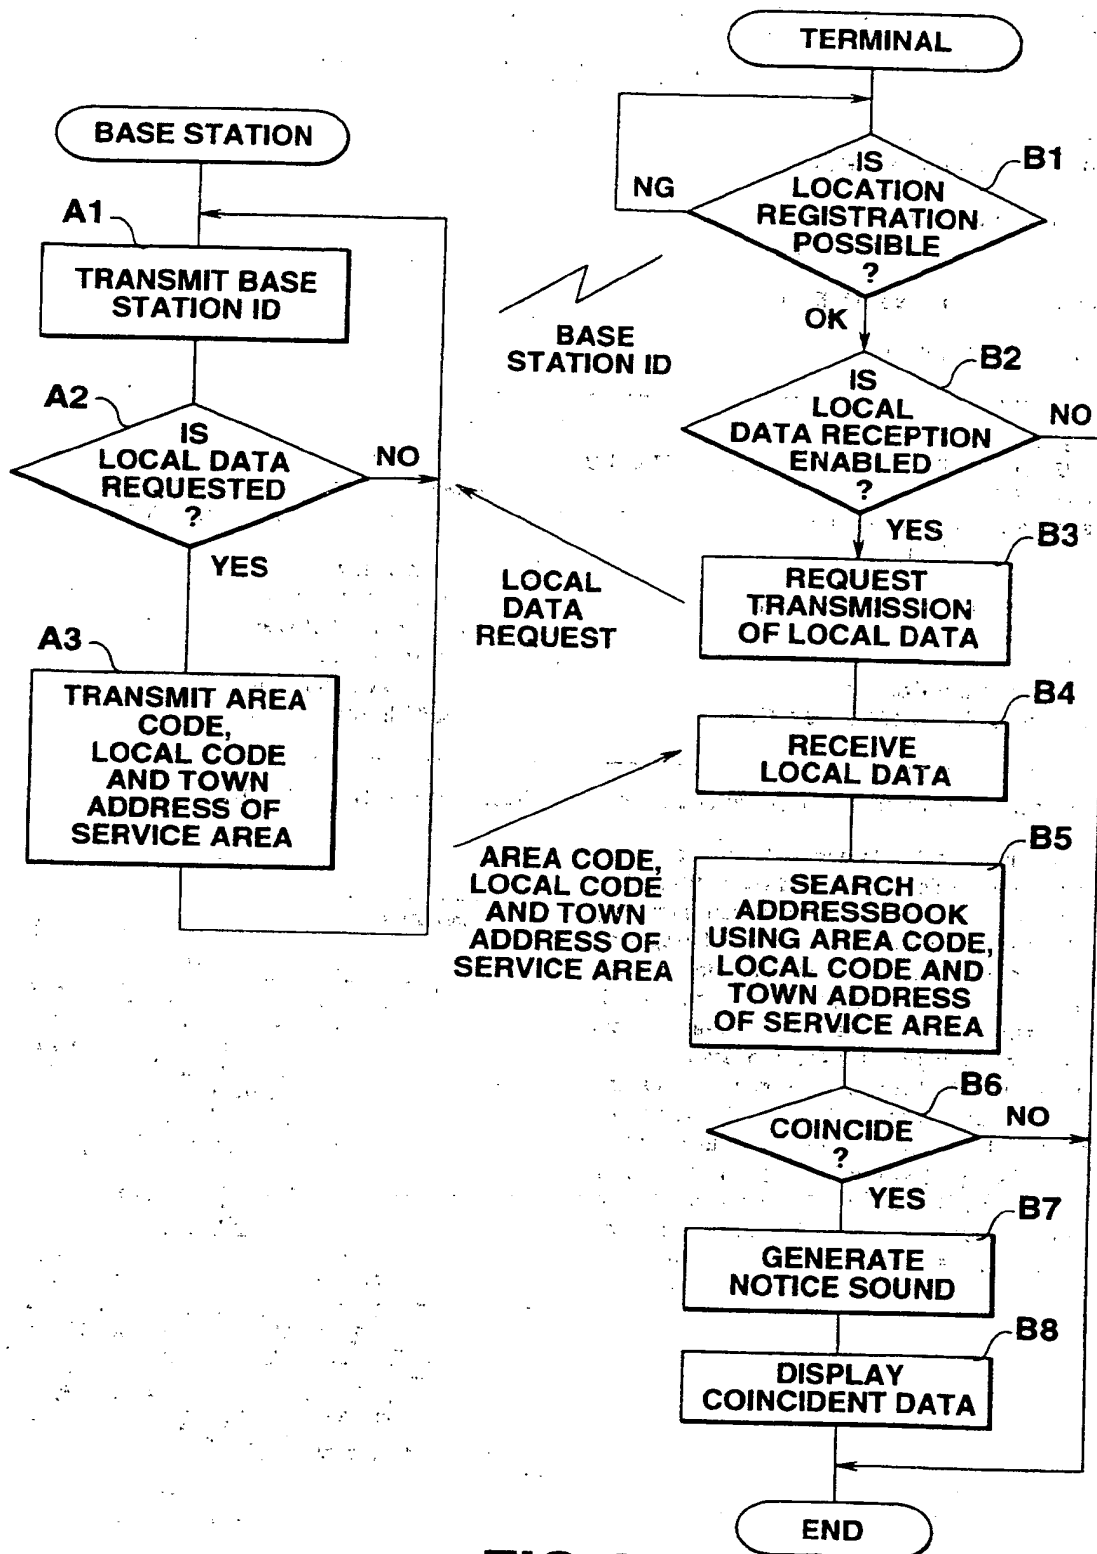 TERMINAL
BASE STATION
A1
TRANSMIT BASE
STATION ID
A2
IS
LOCAL DATA
REQUESTED
?
NO
YES
A3
TRANSMIT AREA
CODE,
LOCAL CODE
AND TOWN
ADDRESS OF
SERVICE AREA
BASE
STATION ID
LOCAL
DATA
REQUEST
AREA CODE,
LOCAL CODE
AND TOWN
ADDRESS OF
SERVICE AREA
B1
IS
LOCATION
REGISTRATION
POSSIBLE
?
NG
OK
B2
IS
LOCAL
DATA RECEPTION
ENABLED
?
NO
YES
B3
REQUEST
TRANSMISSION
OF LOCAL DATA
B4
RECEIVE
LOCAL DATA
B5
SEARCH
ADDRESSBOOK
USING AREA CODE,
LOCAL CODE AND
TOWN ADDRESS
OF SERVICE AREA
B6
COINCIDE
?
NO
YES
B7
GENERATE
NOTICE SOUND
B8
DISPLAY
COINCIDENT DATA
END